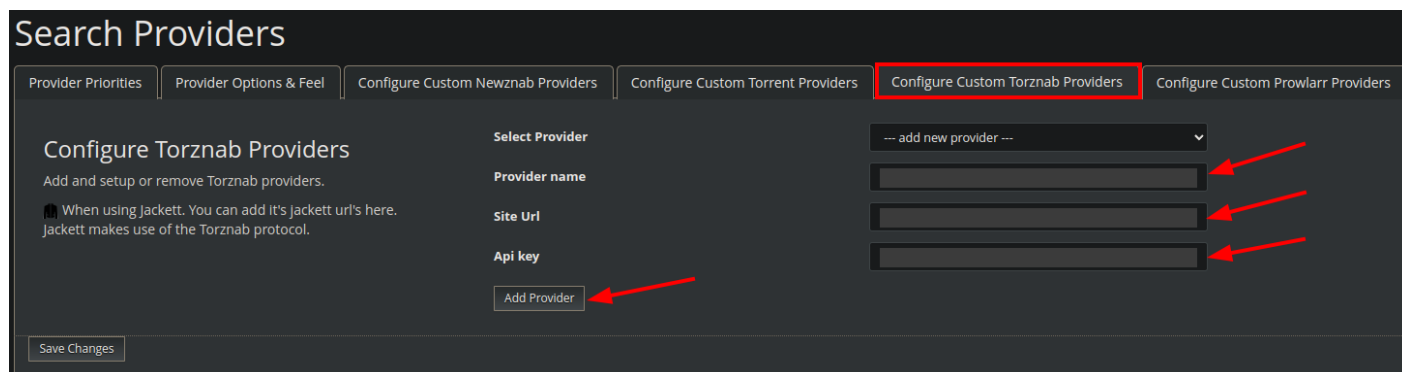 Search Providers
Provider Priorities
Provider Options & Feel
Configure Custom Newznab Providers
Configure Custom Torrent Providers
Configure Custom Torznab Providers
Configure Custom Prowlarr Providers
Configure Torznab Providers
Add and setup or remove Torznab providers.
When using Jackett. You can add it's jackett url's here.
Jackett makes use of the Torznab protocol.
Select Provider
--- add new provider ---
Provider name
Site Url
Api key
Add Provider
Save Changes